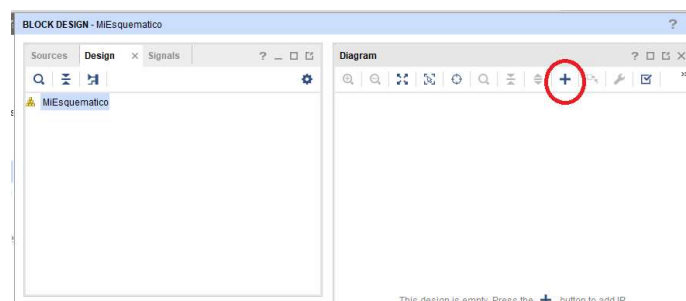 BLOCK DESIGN - MiEsquematico
Sources Design Signals
Diagram
MiEsquematico
This design is empty. Press the + button to add IP.